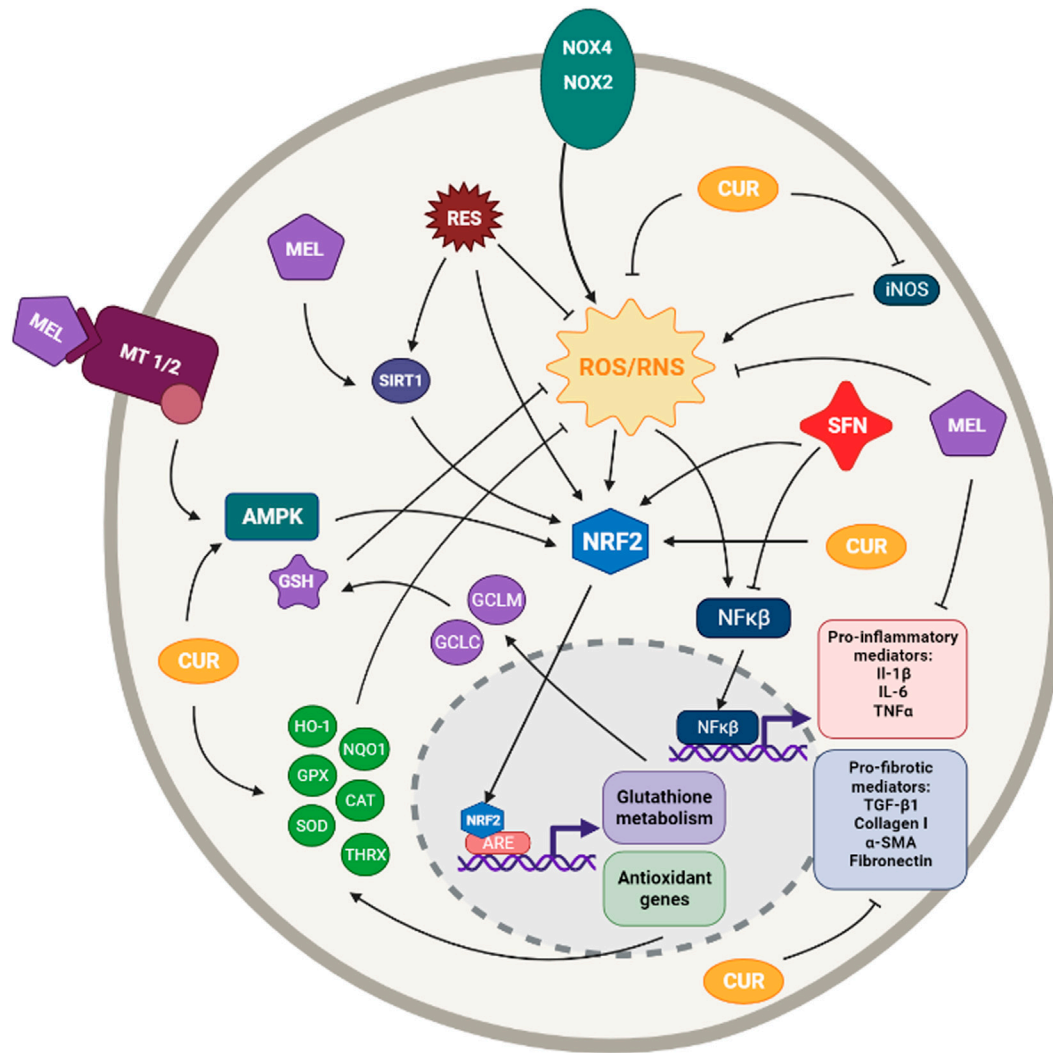 NOX4
NOX2
CUR
RES
MEL
iNOS
MEL
MT 1/2
ROS/RNS
SIRT1
SFN
MEL
AMPK
NRF2
CUR
GSH
GCLM
GCLC
NFκβ
CUR
Pro-inflammatory
mediators:
Il-1β
IL-6
TNFα
HO-1
NQO1
GPX
CAT
SOD
THRX
NFκβ
Pro-fibrotic
mediators:
TGF-β1
Collagen I
α-SMA
Fibronectin
Glutathione
metabolism
NRF2
ARE
Antioxidant
genes
CUR